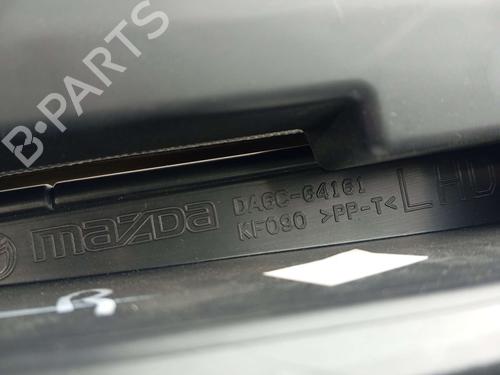 B-PARTS
mazda DA6C-64161 LHD
KF090 >PP-T<